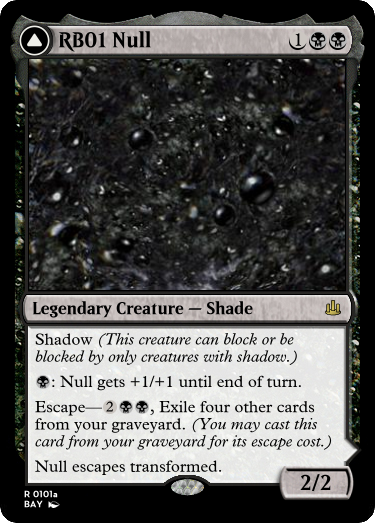 RB01 Null 1
Legendary Creature — Shade
Shadow (This creature can block or be
blocked by only creatures with shadow.)
: Null gets +1/+1 until end of turn.
Escape—2, Exile four other cards
from your graveyard. (You may cast this
card from your graveyard for its escape cost.)
Null escapes transformed.
2/2
R 0101a
BAY